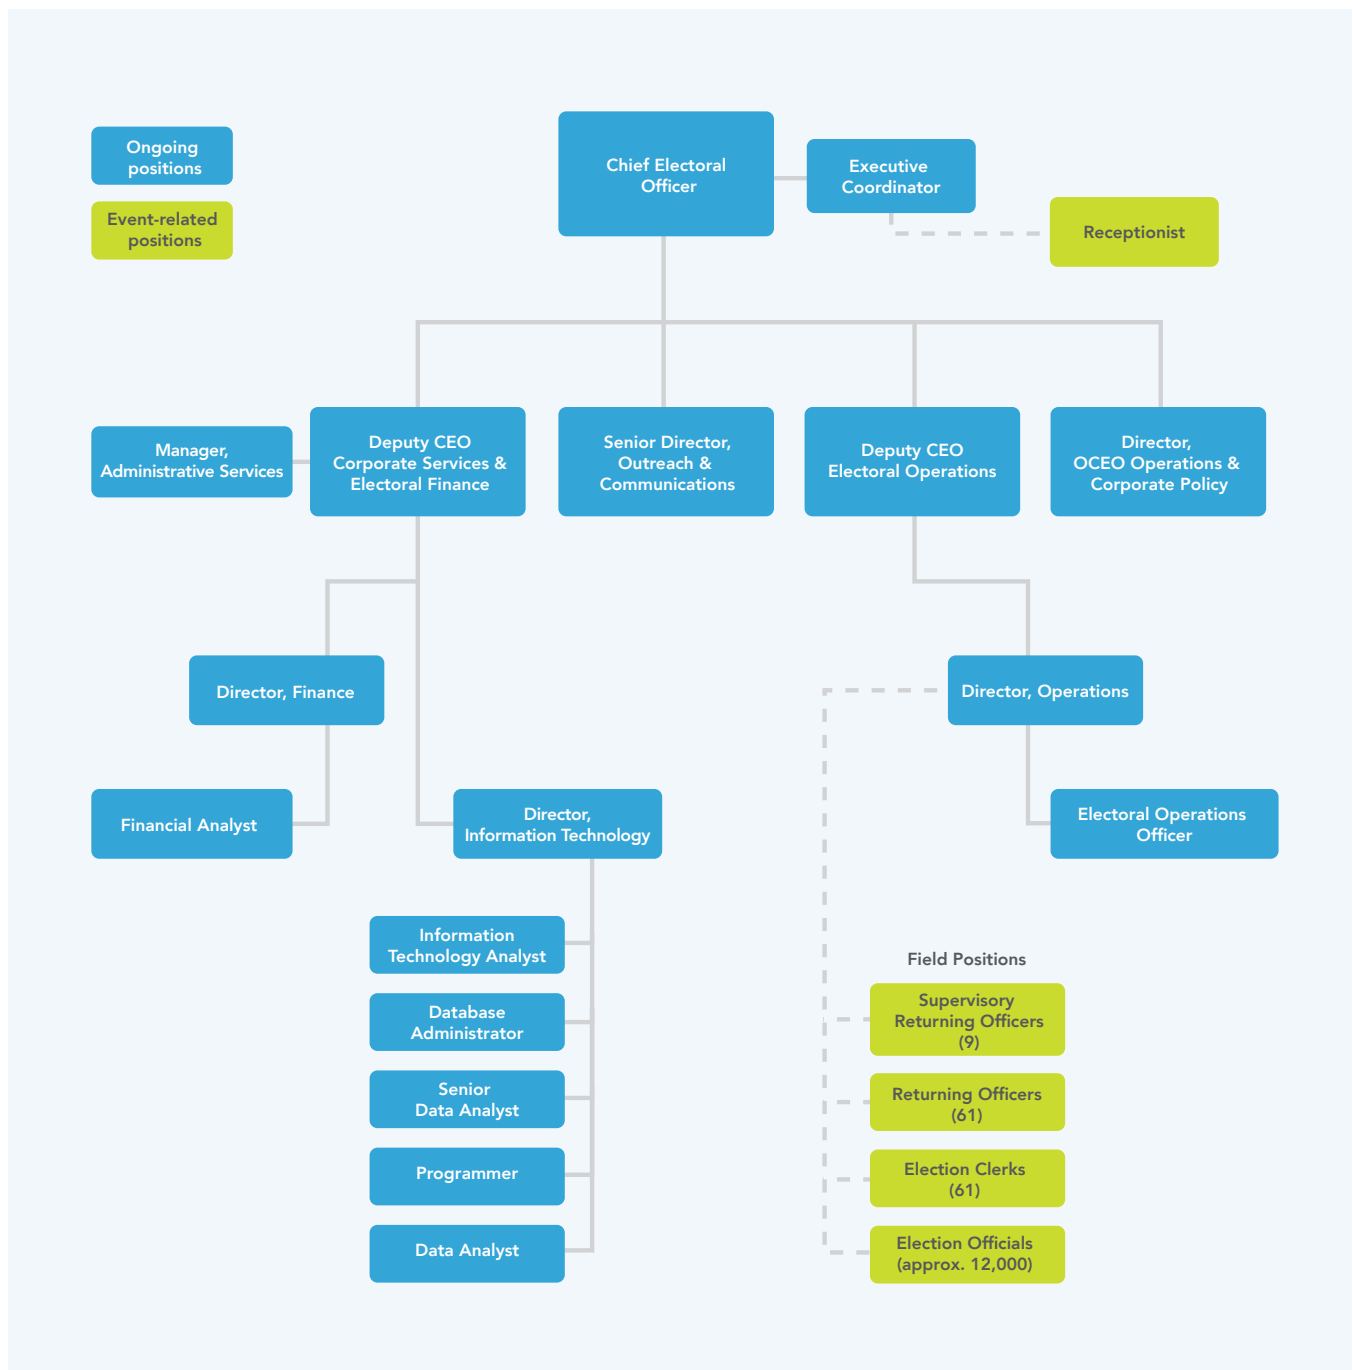 Ongoing
positions
Event-related
positions
Chief Electoral
Officer
Executive
Coordinator
Receptionist
Manager,
Administrative Services
Deputy CEO
Corporate Services &
Electoral Finance
Senior Director,
Outreach &
Communications
Deputy CEO
Electoral Operations
Director,
OCEO Operations &
Corporate Policy
Director, Finance
Director, Operations
Financial Analyst
Director,
Information Technology
Electoral Operations
Officer
Information
Technology Analyst
Database
Administrator
Senior
Data Analyst
Programmer
Data Analyst
Field Positions
Supervisory
Returning Officers
(9)
Returning Officers
(61)
Election Clerks
(61)
Election Officials
(approx. 12,000)